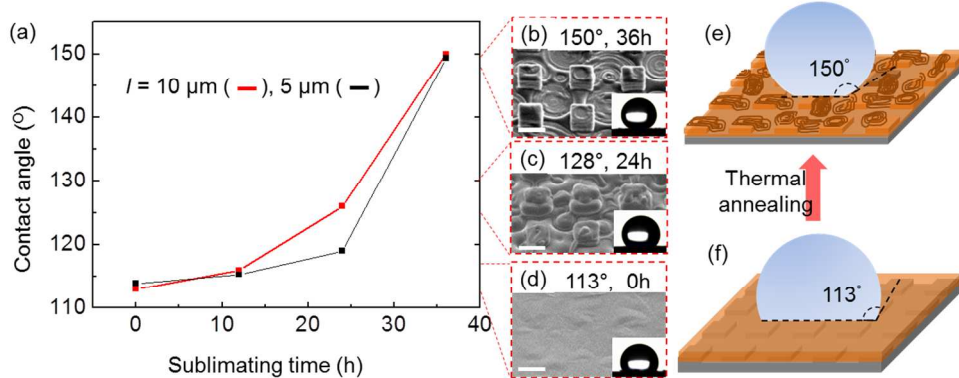 (a)
150
140
130
120
110
Contact angle (º)
l = 10 µm ( ), 5 µm ( )
0
10
20
30
40
Sublimating time (h)
(b)
150°, 36h
(c)
128°, 24h
(d)
113°, 0h
(e)
150°
Thermal
annealing
(f)
113°